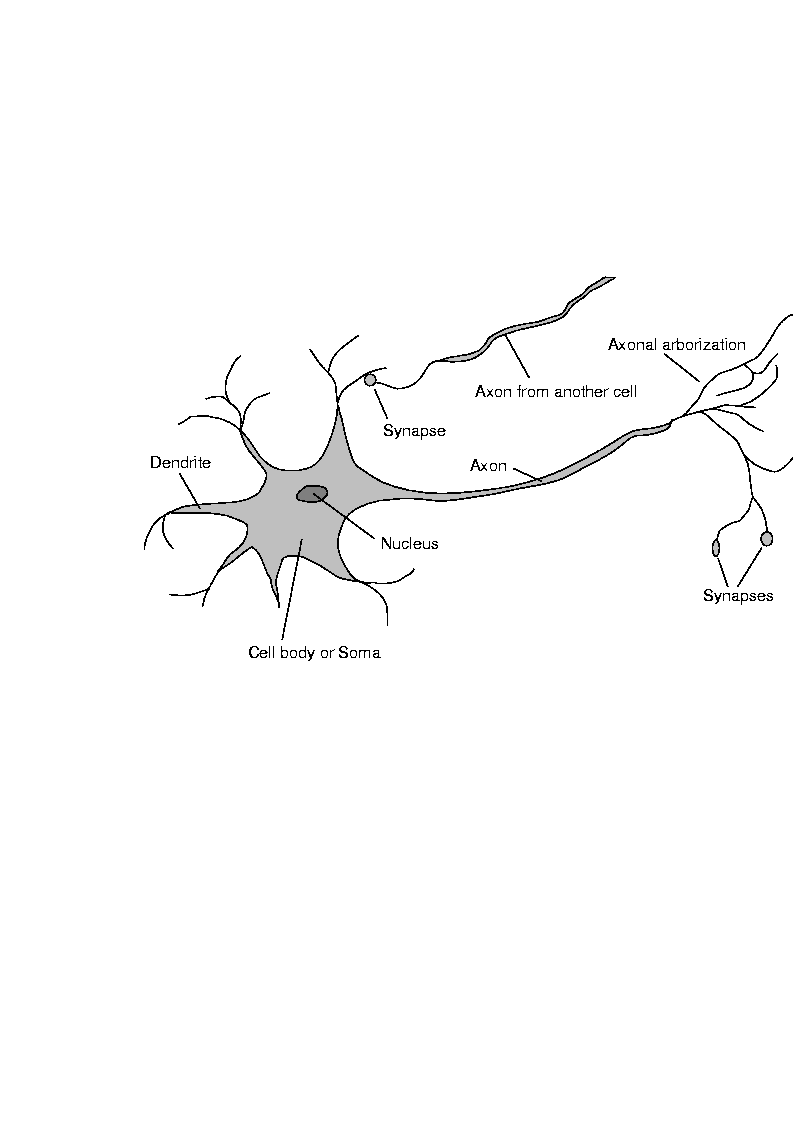 Axonal arborization
Axon from another cell
Synapse
Dendrite
Axon
Nucleus
Synapses
Cell body or Soma